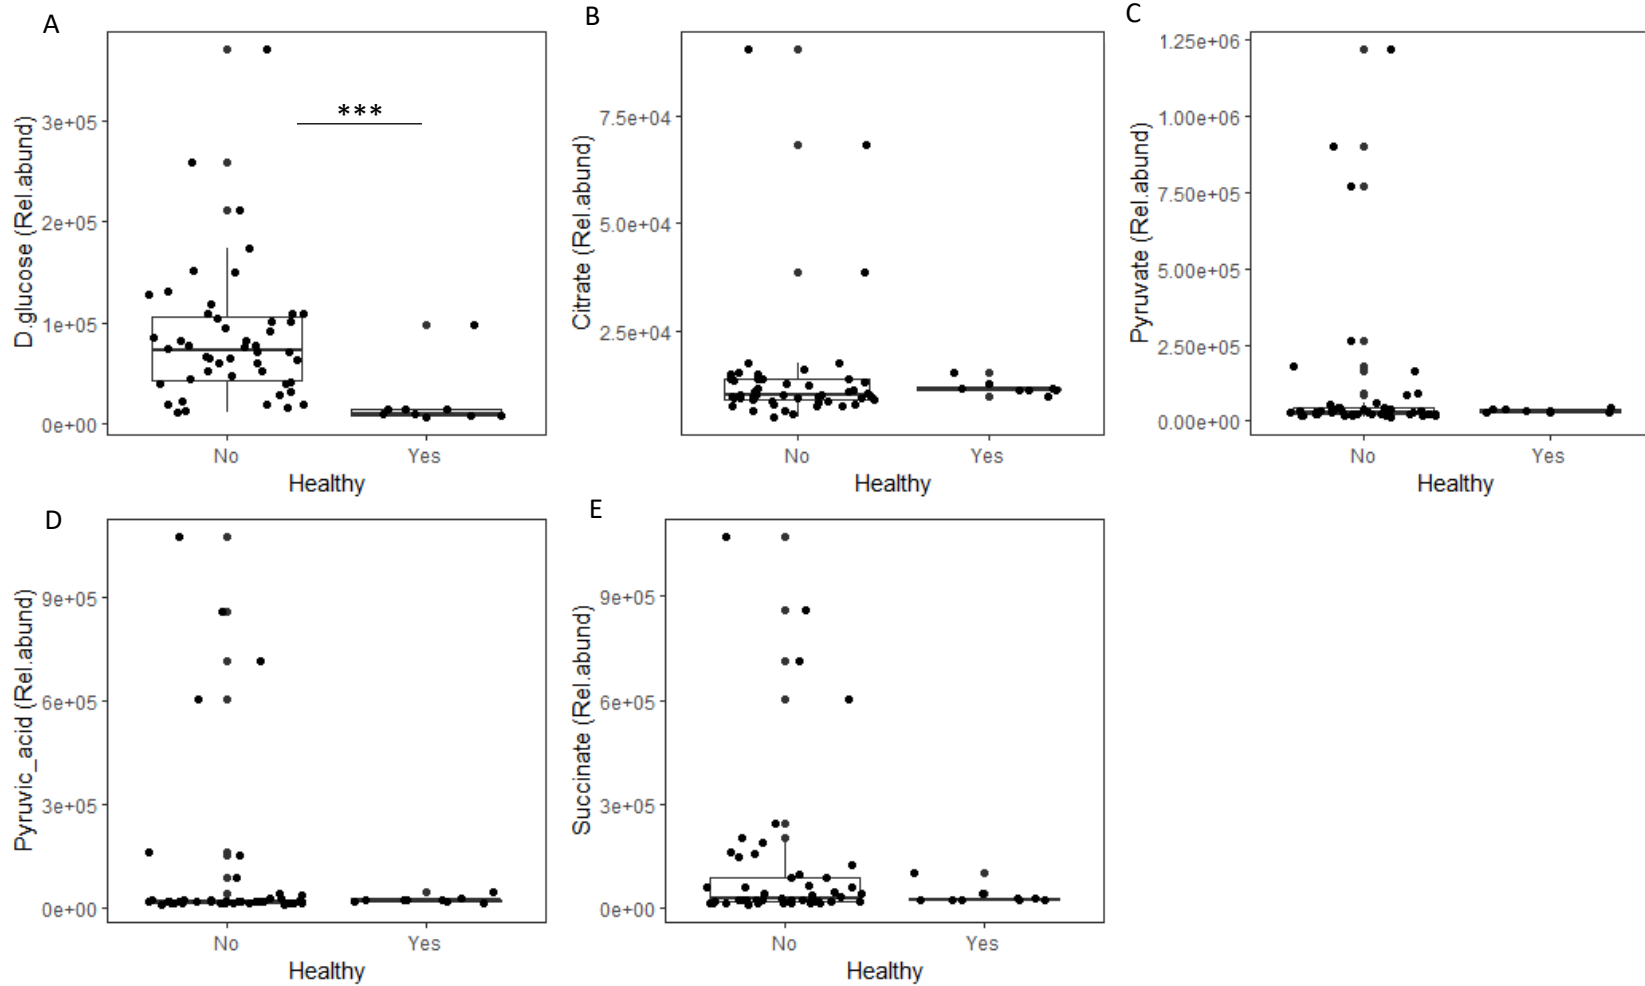 A
D.glucose (Rel.abund)
3e+05
2e+05
1e+05
0e+00
***
No
Yes
Healthy
B
Citrate (Rel.abund)
7.5e+04
5.0e+04
2.5e+04
No
Yes
Healthy
C
Pyruvate (Rel.abund)
1.25e+06
1.00e+06
7.50e+05
5.00e+05
2.50e+05
0.00e+00
No
Yes
Healthy
D
Pyruvic_acid (Rel.abund)
9e+05
6e+05
3e+05
0e+00
No
Yes
Healthy
E
Succinate (Rel.abund)
9e+05
6e+05
3e+05
0e+00
No
Yes
Healthy